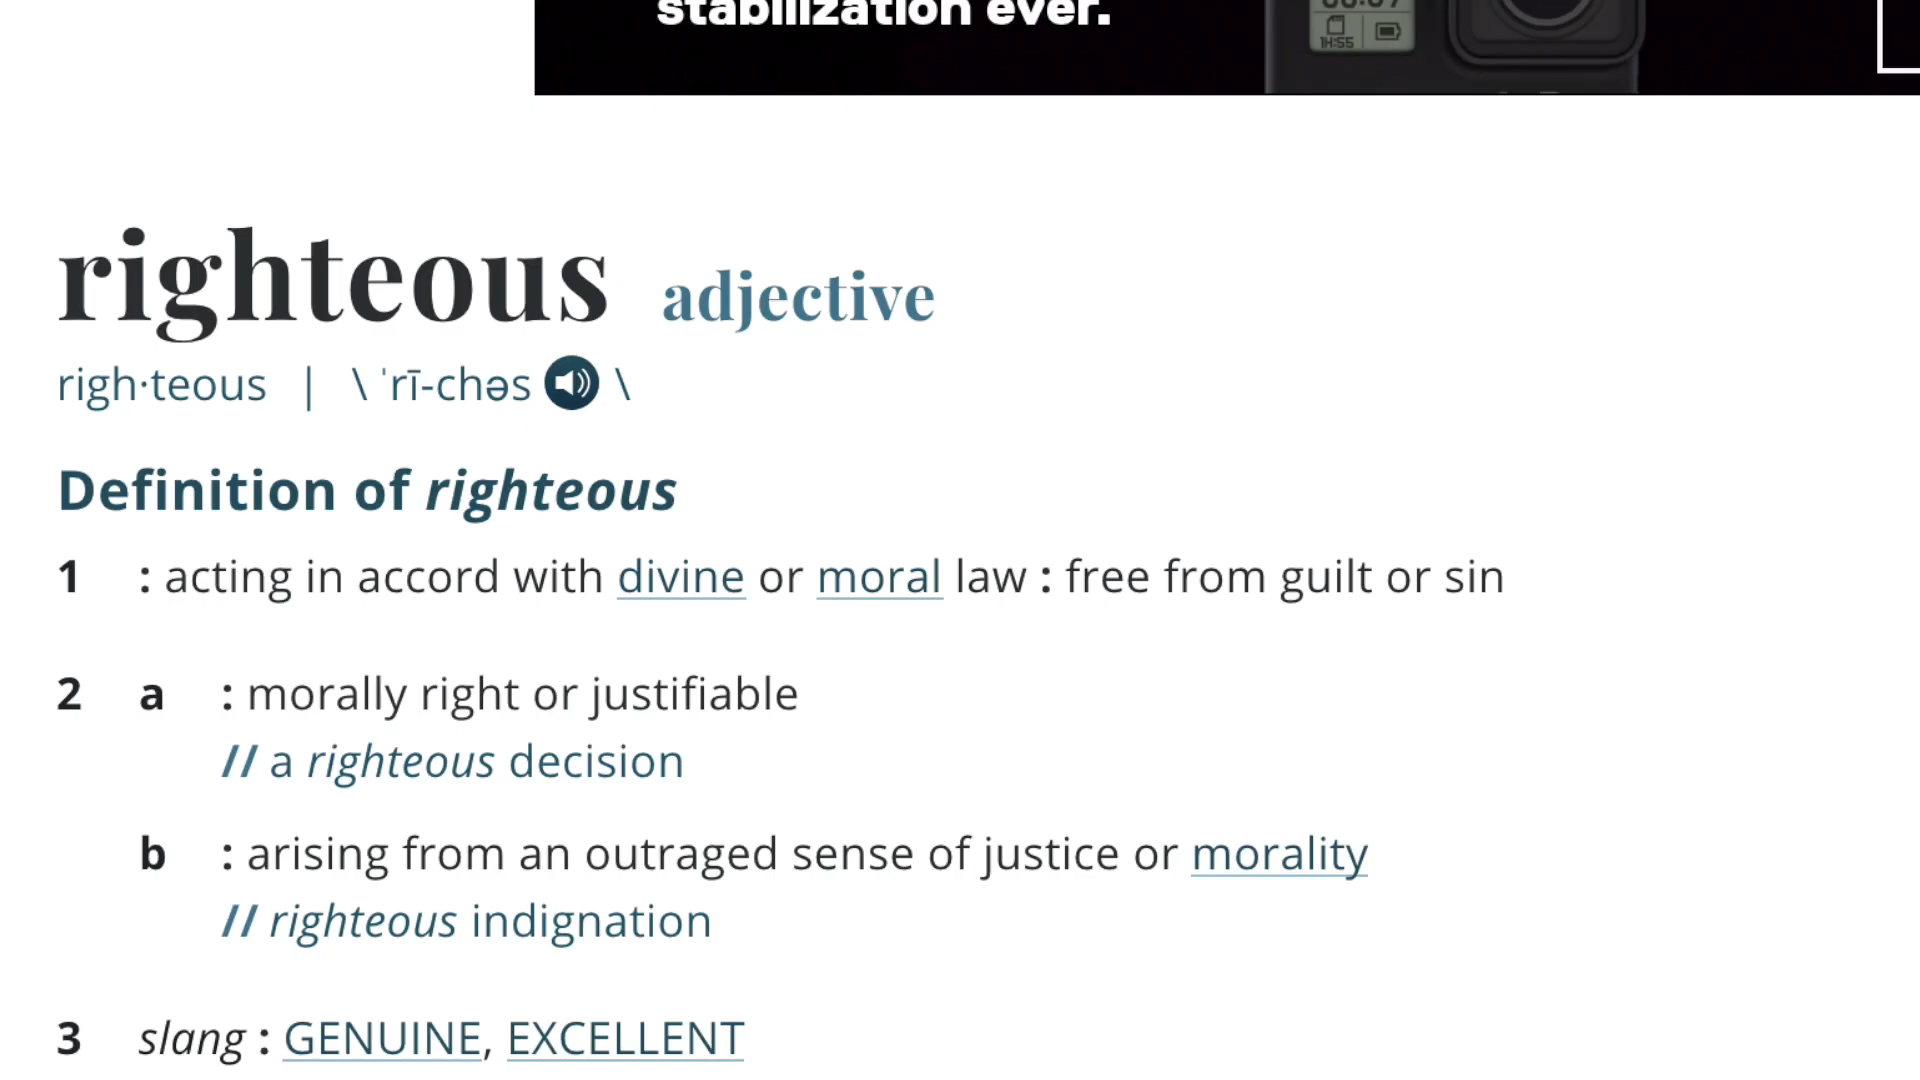 stabilization ever.
1H:55
righteous adjective
righ·teous | \ ˈrī-chəs \
Definition of righteous
1 : acting in accord with divine or moral law : free from guilt or sin
2 a : morally right or justifiable
// a righteous decision
b : arising from an outraged sense of justice or morality
// righteous indignation
3 slang : GENUINE, EXCELLENT